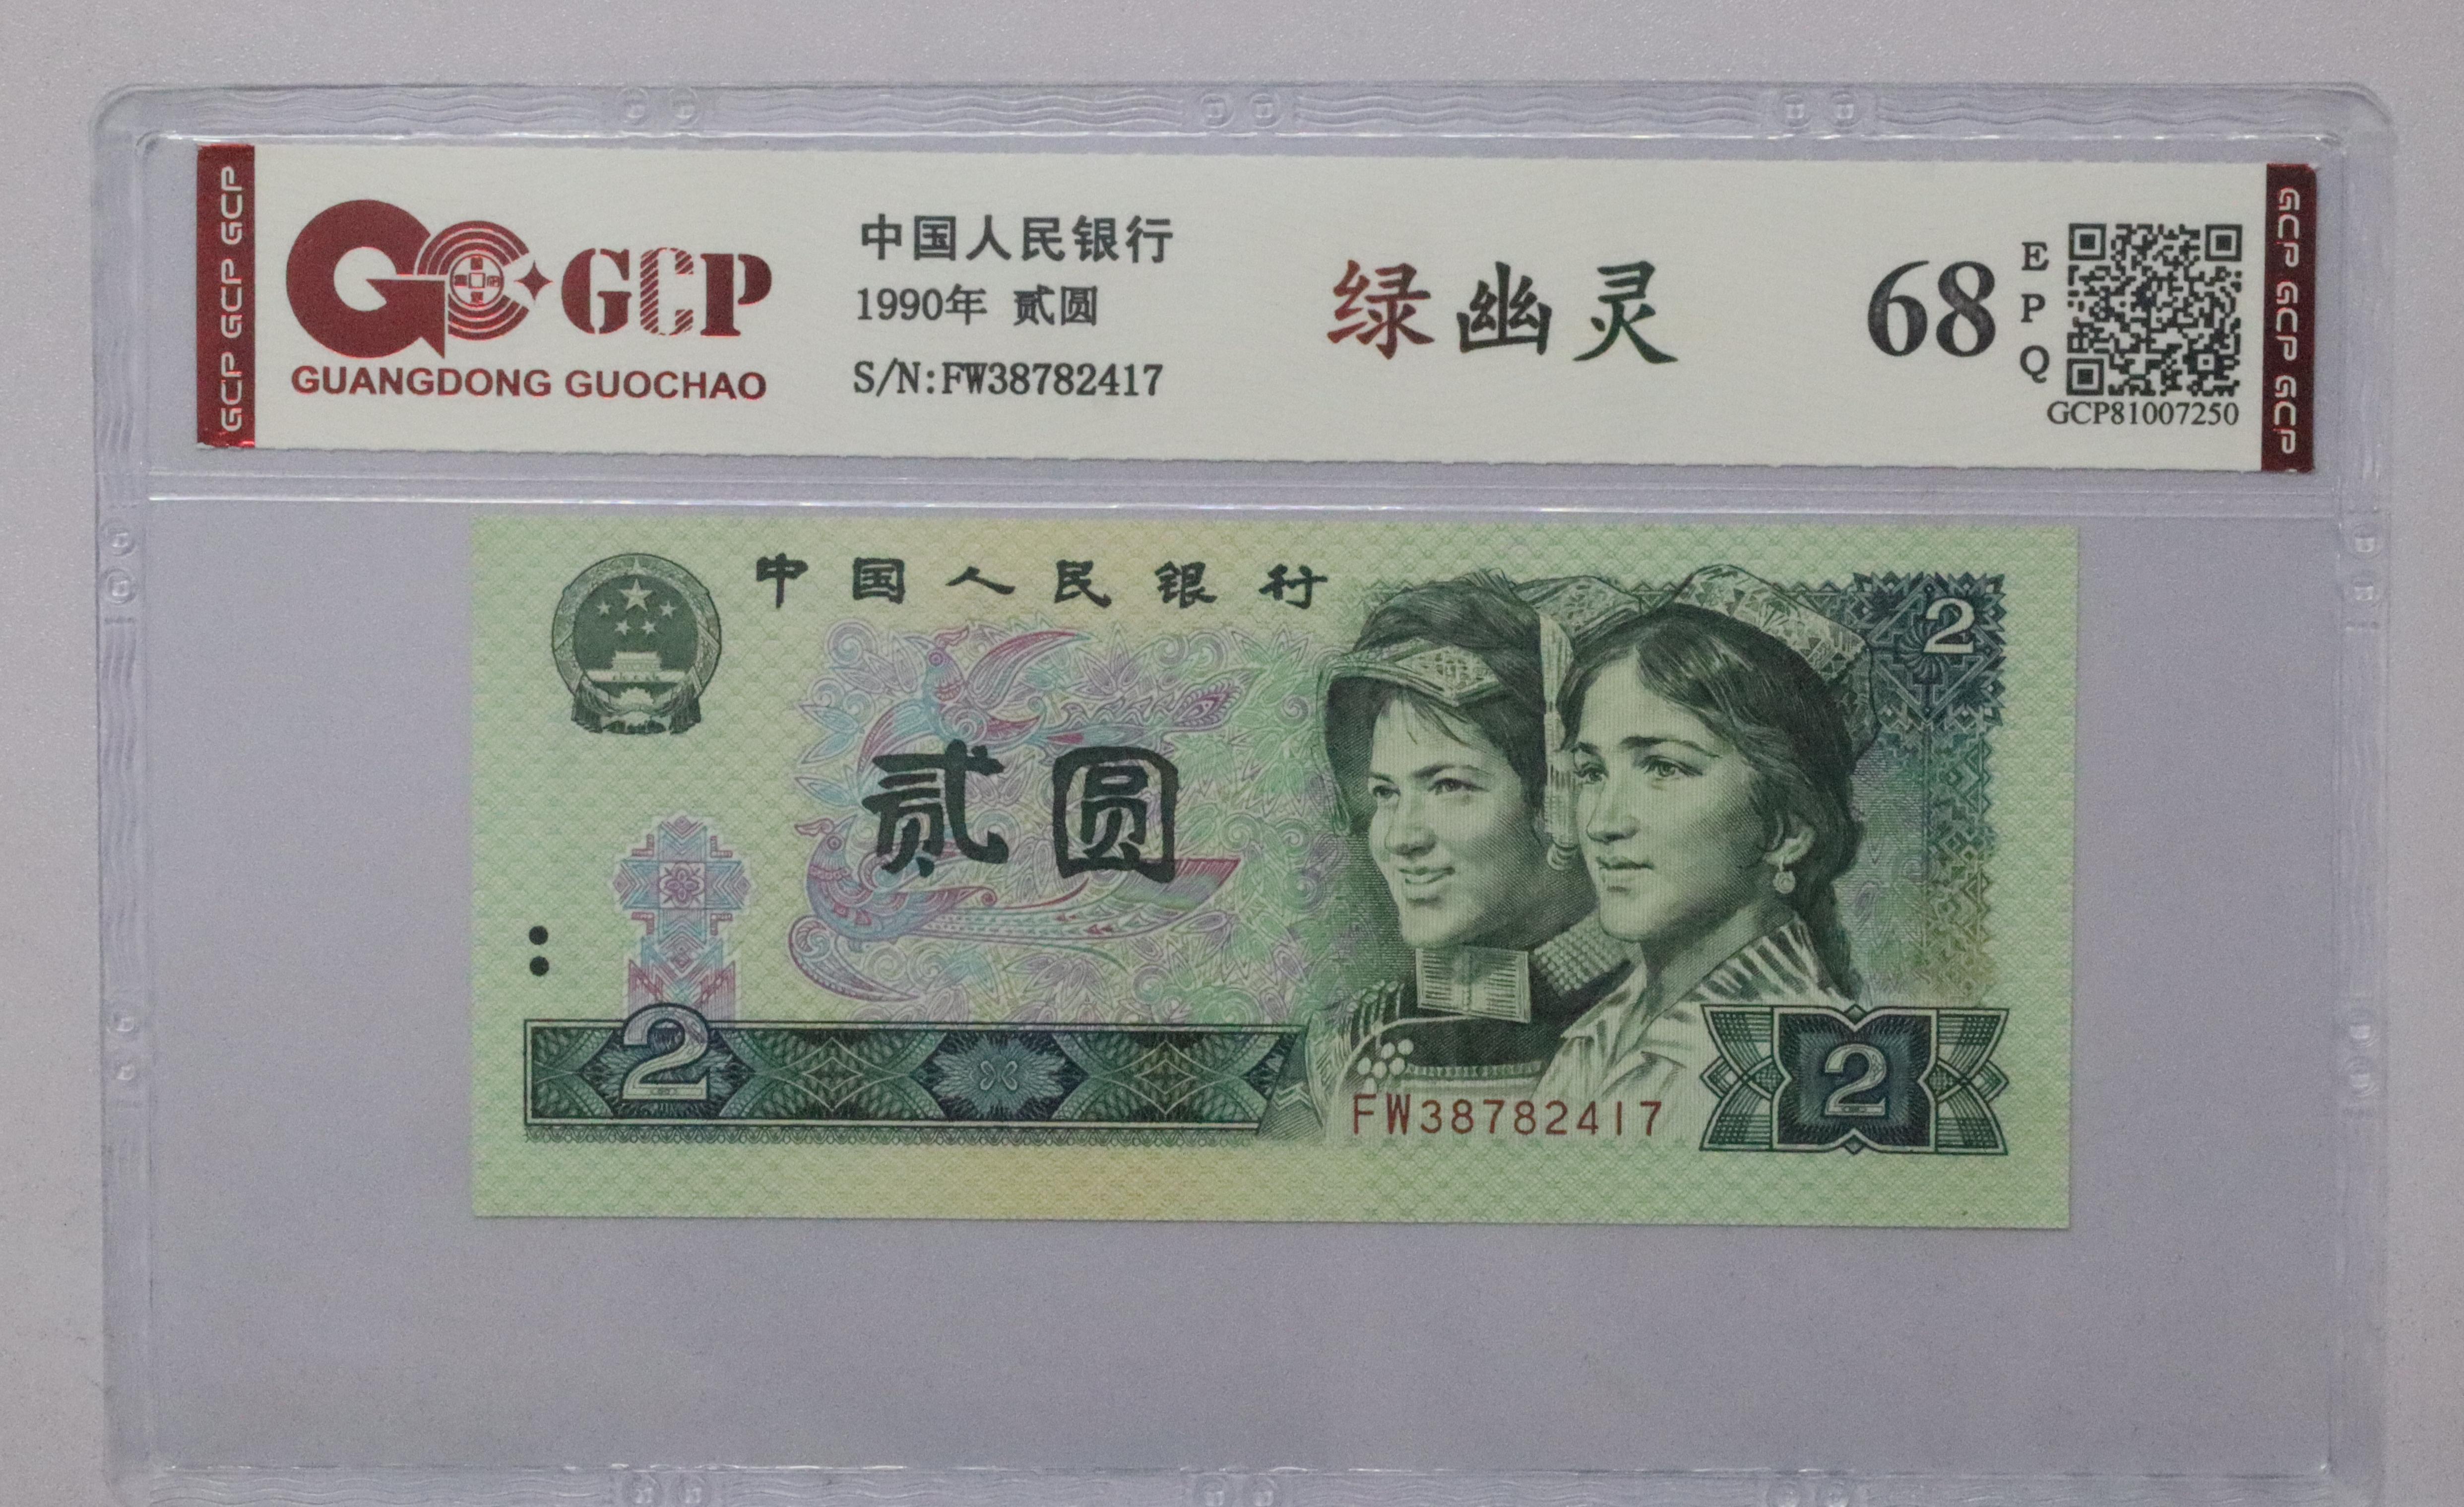 GCP GCP GCP
GCP
GUANGDONG GUOCHAO
中国人民银行
1990年 贰圆
S/N:FW38782417
绿幽灵
68
EPQ
GCP81007250
GCP GCP GCP
中国人民银行
2
贰圆
2
2
FW38782417